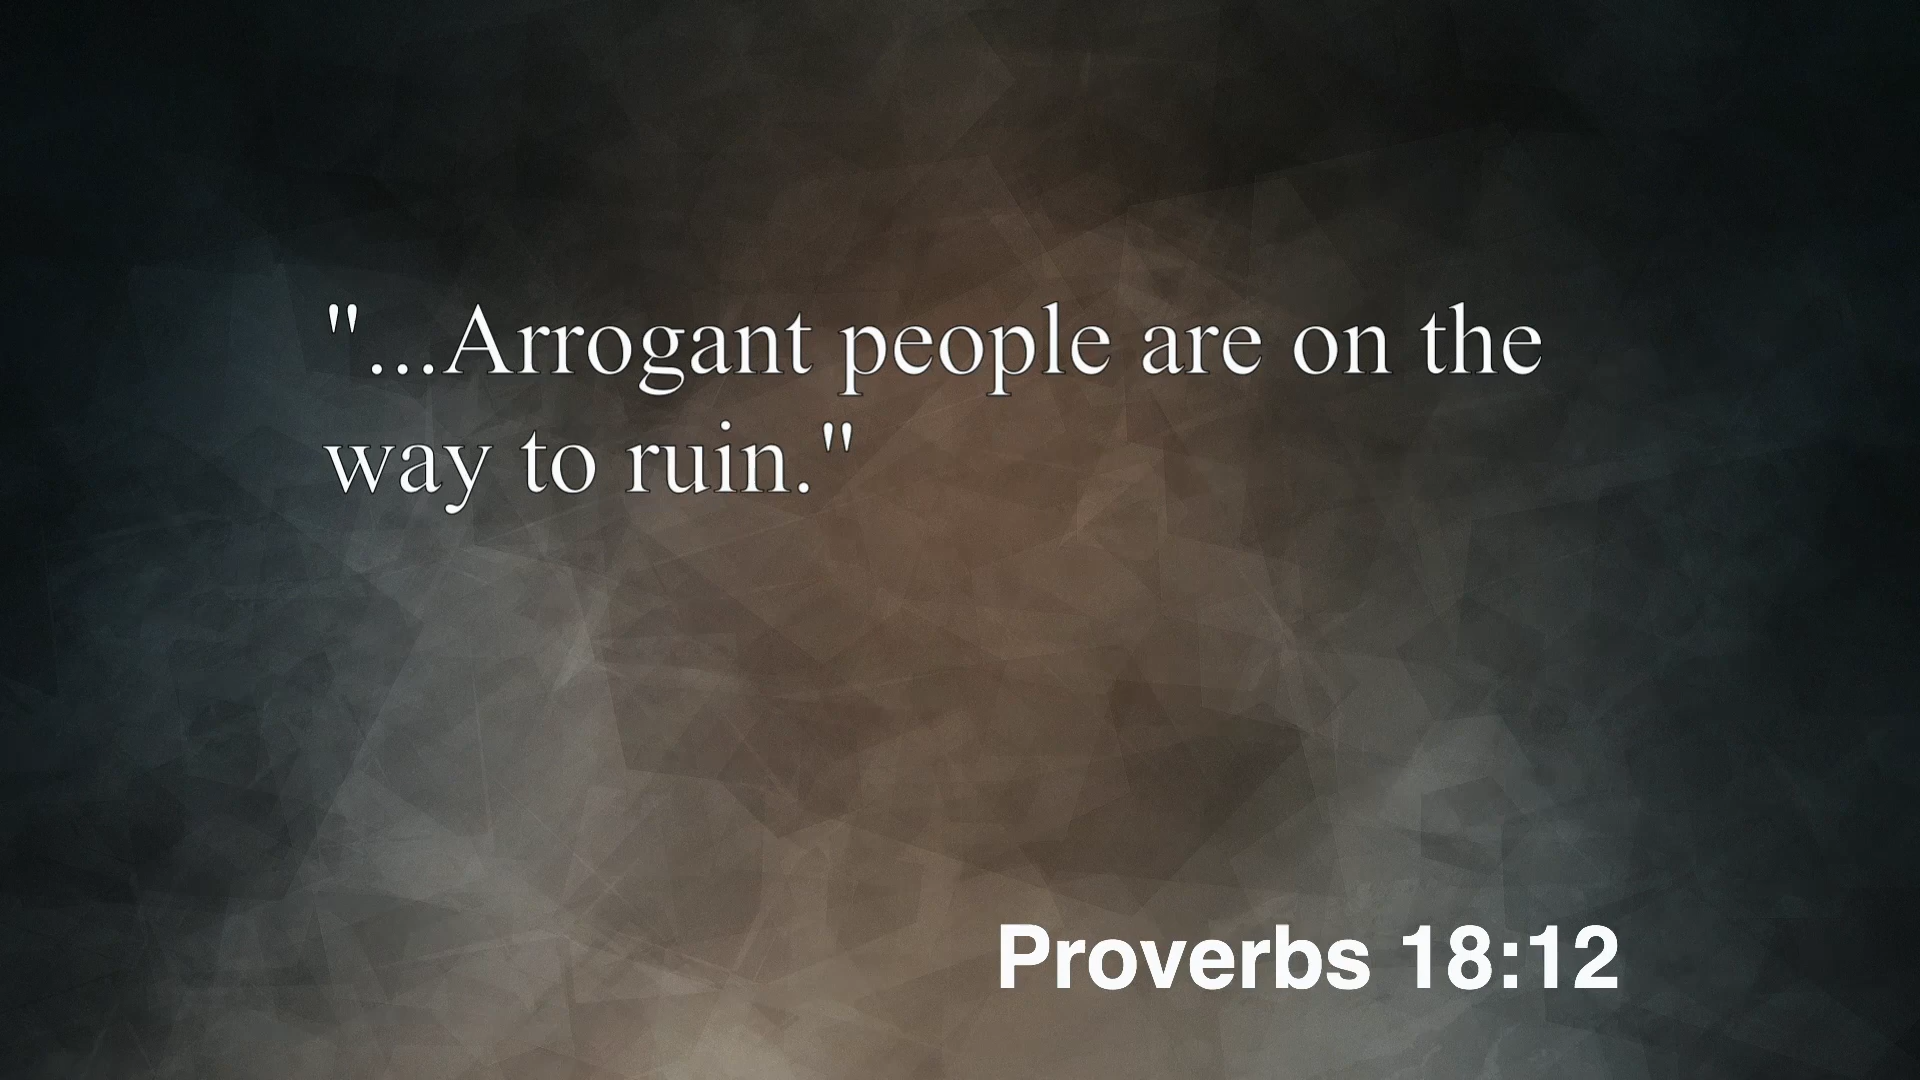 "...Arrogant people are on the
way to ruin."
Proverbs 18:12